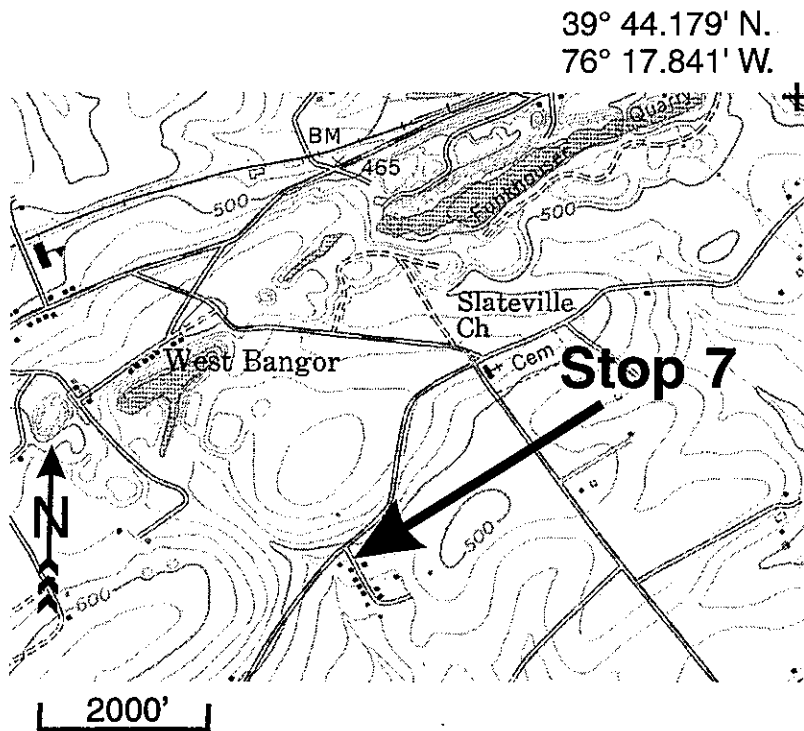 39° 44.179' N.
76° 17.841' W.
BM
465
Funkhouser Quarry
500
500
Slateville
Ch
Cem
West Bangor
Stop 7
N
500
600
2000'